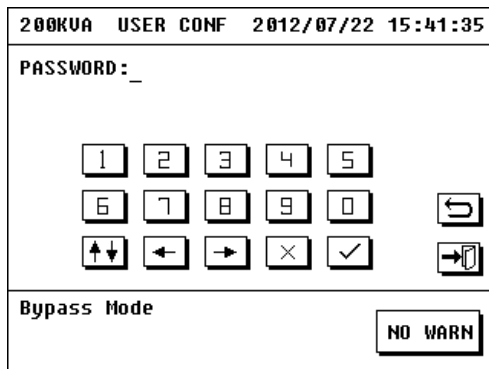 200KVA USER CONF 2012/07/22 15:41:35
PASSWORD:_
1 2 3 4 5
6 7 8 9 0
Bypass Mode
NO WARN